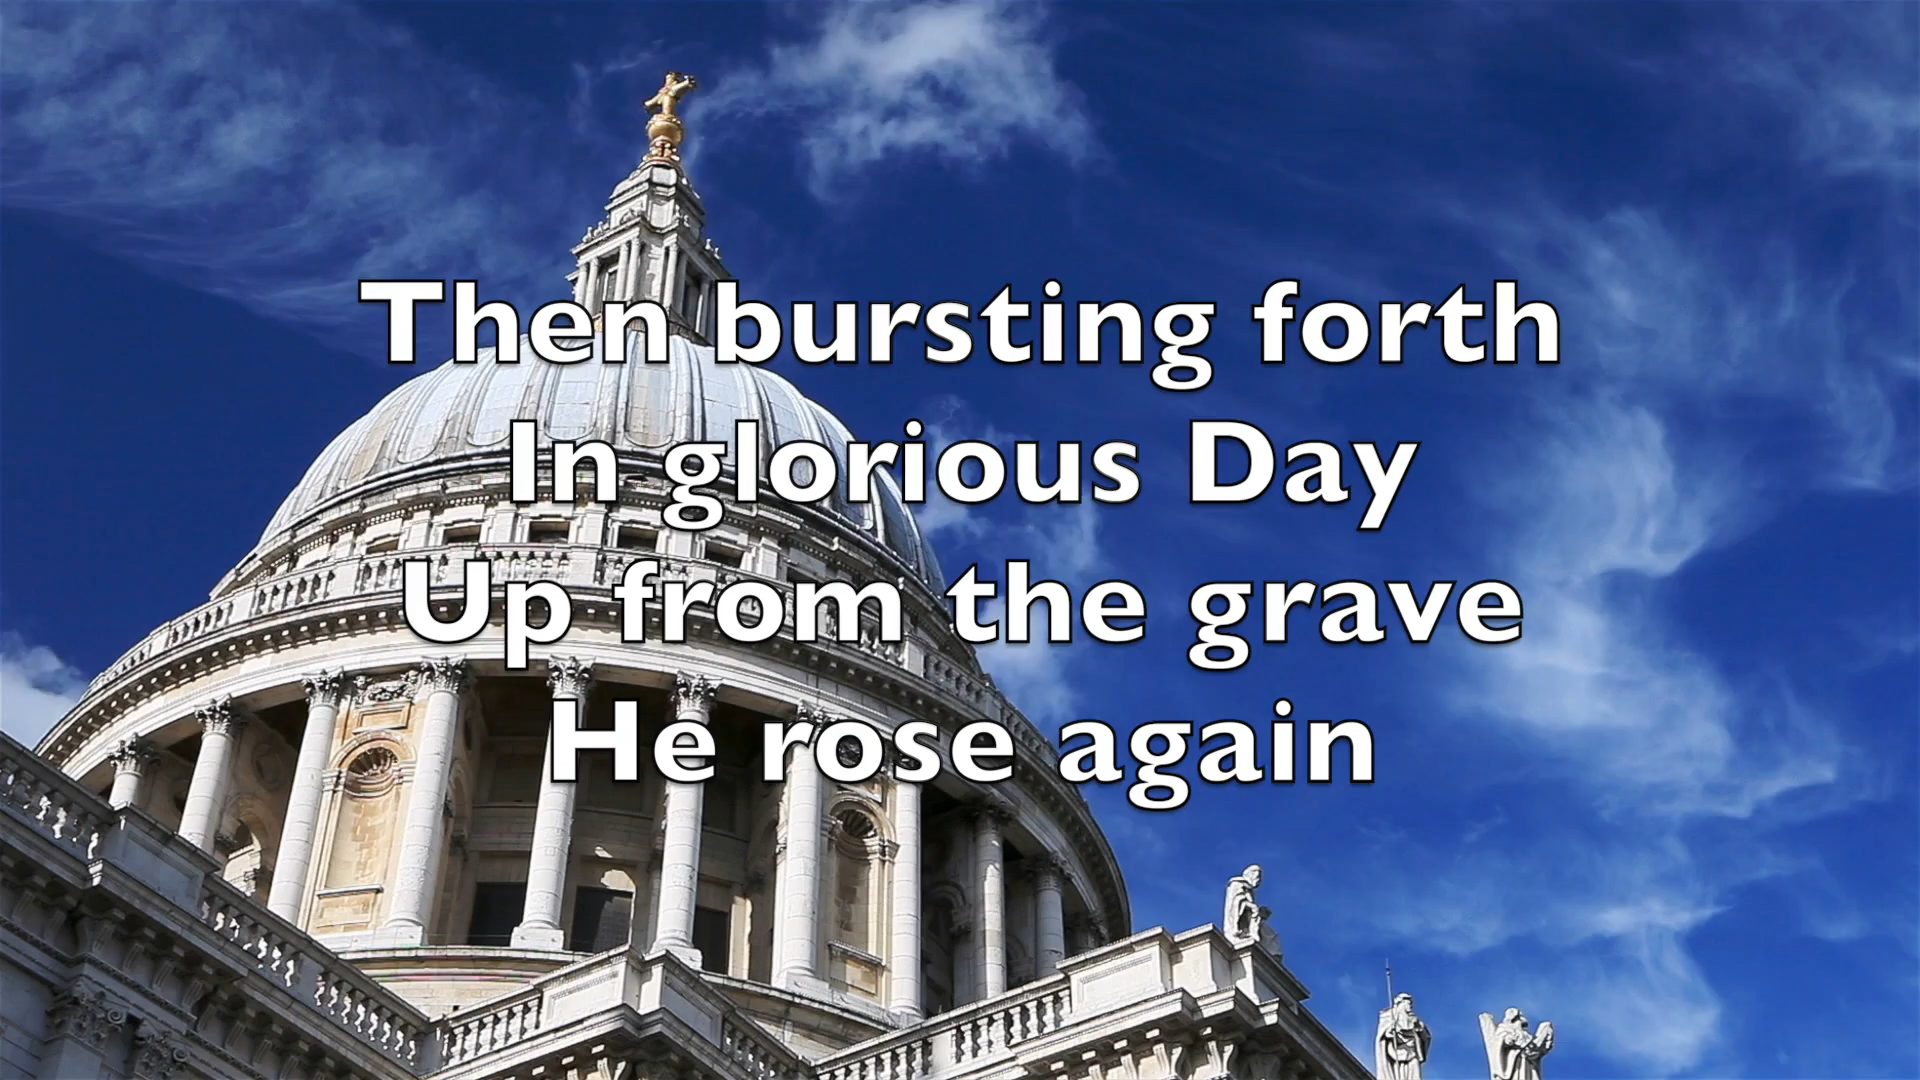 Then bursting forth
In glorious Day
Up from the grave
He rose again